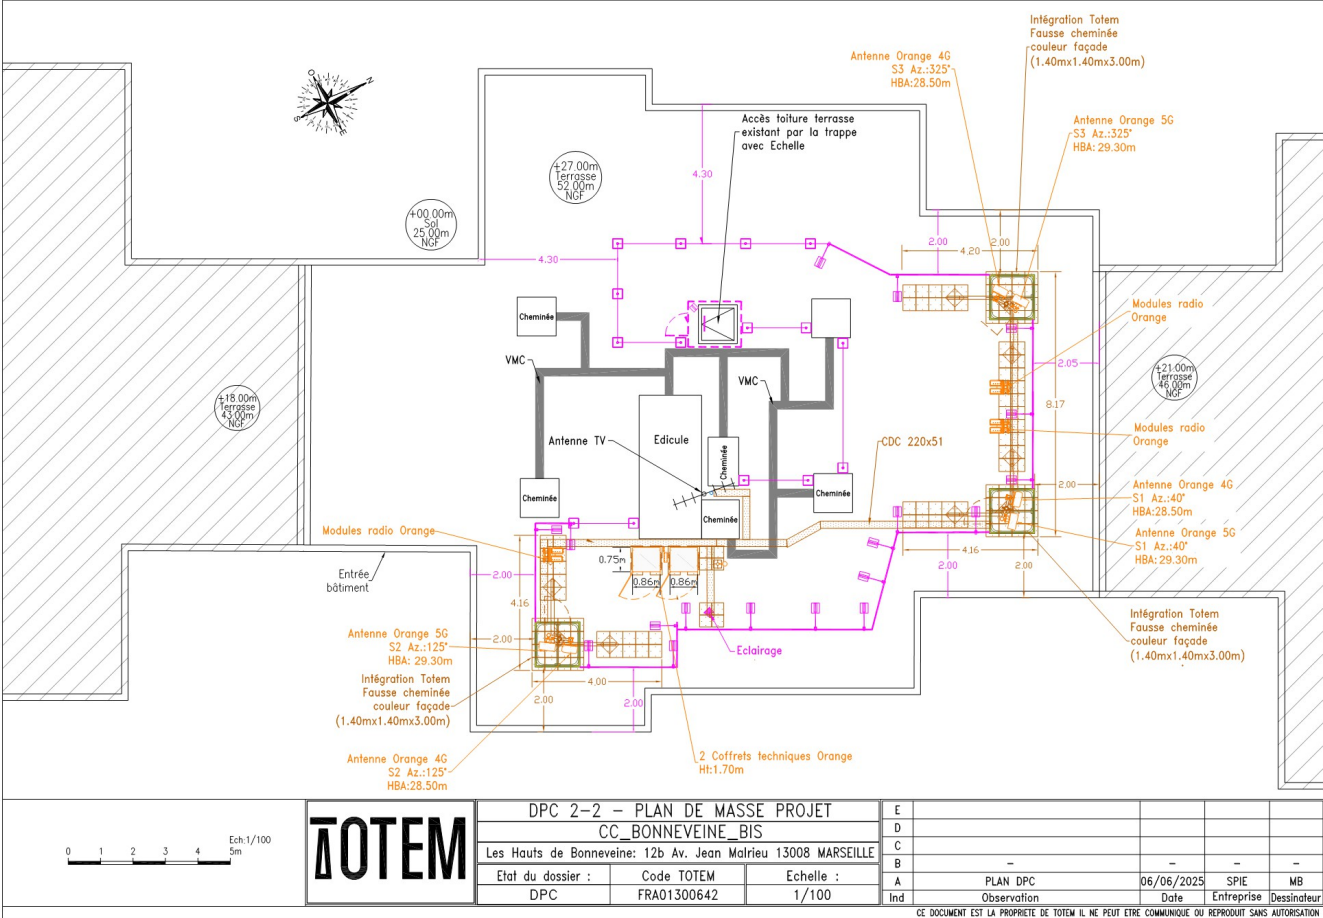 Intégration Totem
Fausse cheminée
couleur façade
(1.40mx1.40mx3.00m)
Antenne Orange 4G
S3 Az.:325°
HBA:28.50m
Antenne Orange 5G
S3 Az.:325°
HBA: 29.30m
O
N
S
E
Accès toiture terrasse
existant par la trappe
avec Echelle
+27.00m
Terrasse
52.00m
NGF
4.30
+00.00m
Sol
25.00m
NGF
4.30
2.00
2.00
4.20
Cheminée
Modules radio
Orange
VMC
VMC
2.05
+21.00m
Terrasse
46.00m
NGF
+18.00m
Terrasse
43.00m
NGF
8.17
Modules radio
Orange
Antenne TV
Edicule
Cheminée
CDC 220x51
Cheminée
Cheminée
Cheminée
2.00
Antenne Orange 4G
S1 Az.:40°
HBA:28.50m
Modules radio Orange
Antenne Orange 5G
S1 Az.:40°
HBA: 29.30m
4.16
2.00
2.00
0.75m
0.86m
0.86m
Entrée
bâtiment
2.00
4.16
Intégration Totem
Fausse cheminée
couleur façade
(1.40mx1.40mx3.00m)
Antenne Orange 5G
S2 Az.:125°
HBA: 29.30m
2.00
Eclairage
Intégration Totem
Fausse cheminée
couleur façade
(1.40mx1.40mx3.00m)
4.00
2.00
2.00
Antenne Orange 4G
S2 Az.:125°
HBA:28.50m
2 Coffrets techniques Orange
Ht:1.70m
Ech:1/100
0 1 2 3 4 5m
TOTEM
DPC 2-2 - PLAN DE MASSE PROJET
CC_BONNEVEINE_BIS
Les Hauts de Bonneveine: 12b Av. Jean Malrieu 13008 MARSEILLE
Etat du dossier : Code TOTEM Echelle :
DPC FRA01300642 1/100
E
D
C
B - - - -
A PLAN DPC 06/06/2025 SPIE MB
Ind Observation Date Entreprise Dessinateur
CE DOCUMENT EST LA PROPRIETE DE TOTEM IL NE PEUT ETRE COMMUNIQUE OU REPRODUIT SANS AUTORISATION